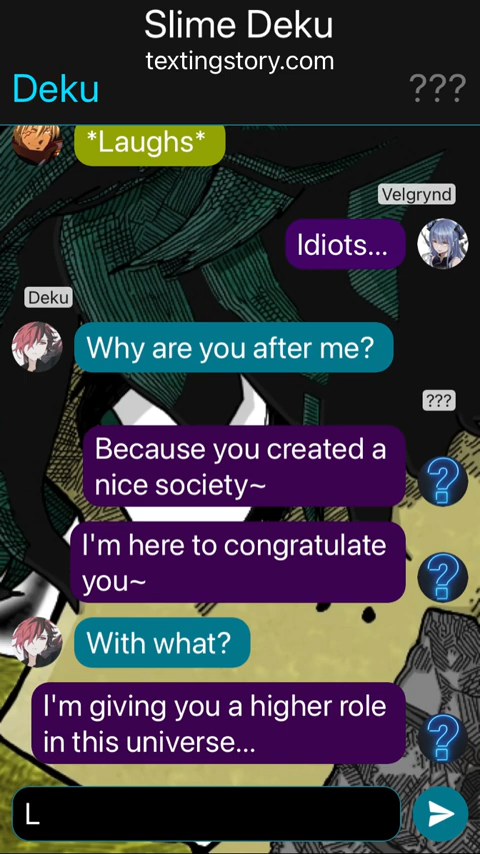 Slime Deku
textingstory.com
Deku
???
*Laughs*
Velgrynd
Idiots...
Deku
Why are you after me?
???
Because you created a
nice society~
I'm here to congratulate
you~
With what?
I'm giving you a higher role
in this universe...
L